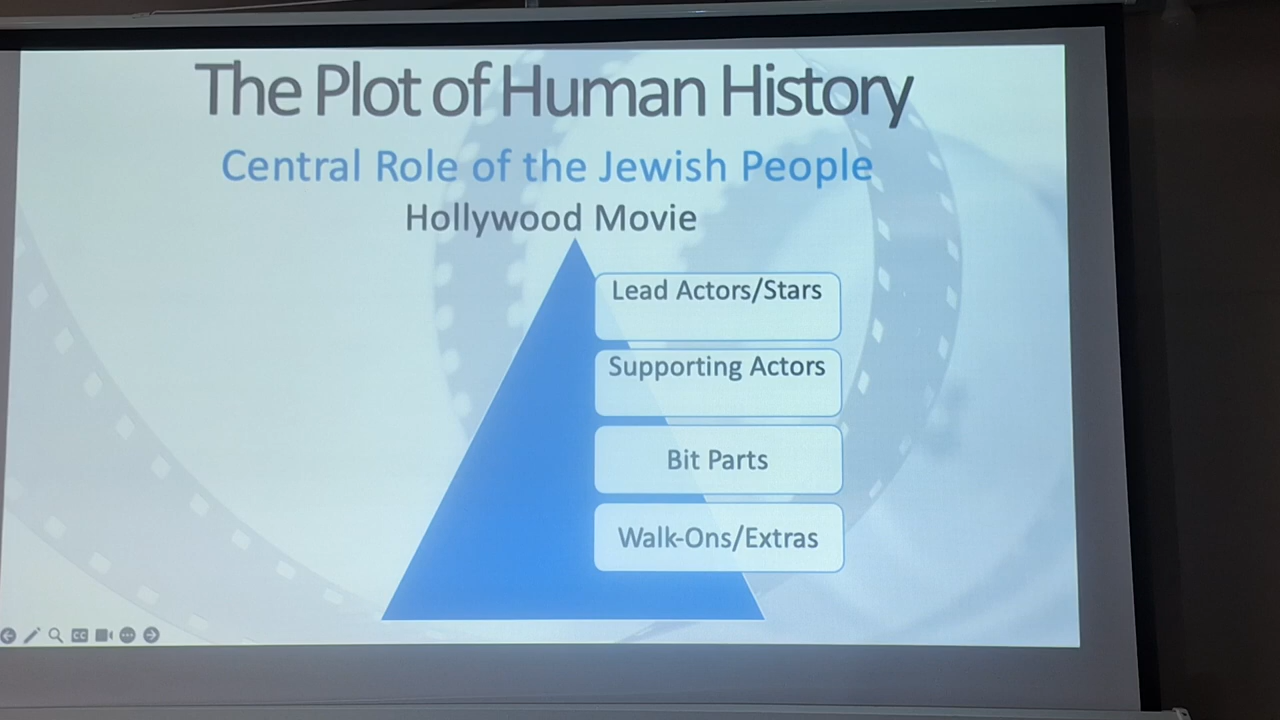 The Plot of Human History
Central Role of the Jewish People
Hollywood Movie
Lead Actors/Stars
Supporting Actors
Bit Parts
Walk-Ons/Extras
CC